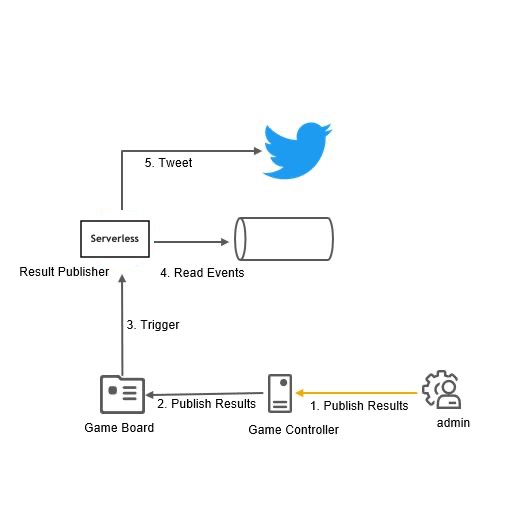 5. Tweet
Serverless
Result Publisher
4. Read Events
3. Trigger
2. Publish Results
1. Publish Results
Game Board
Game Controller
admin